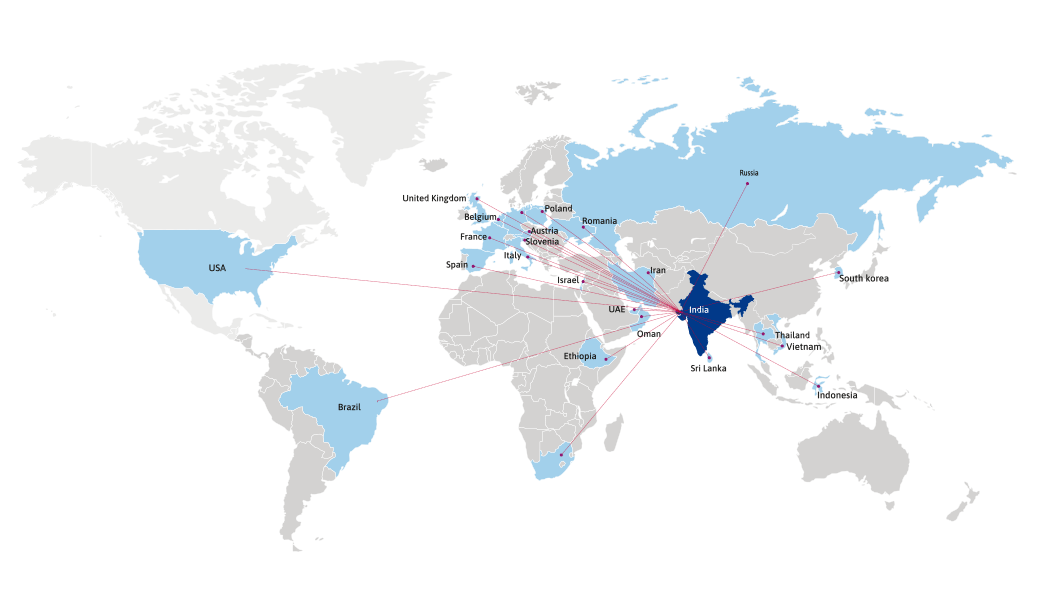 Russia
United Kingdom
Poland
Belgium
Romania
Austria
France
Slovenia
Italy
Spain
USA
Iran
Israel
South korea
UAE
India
Oman
Thailand
Vietnam
Ethiopia
Sri Lanka
Indonesia
Brazil